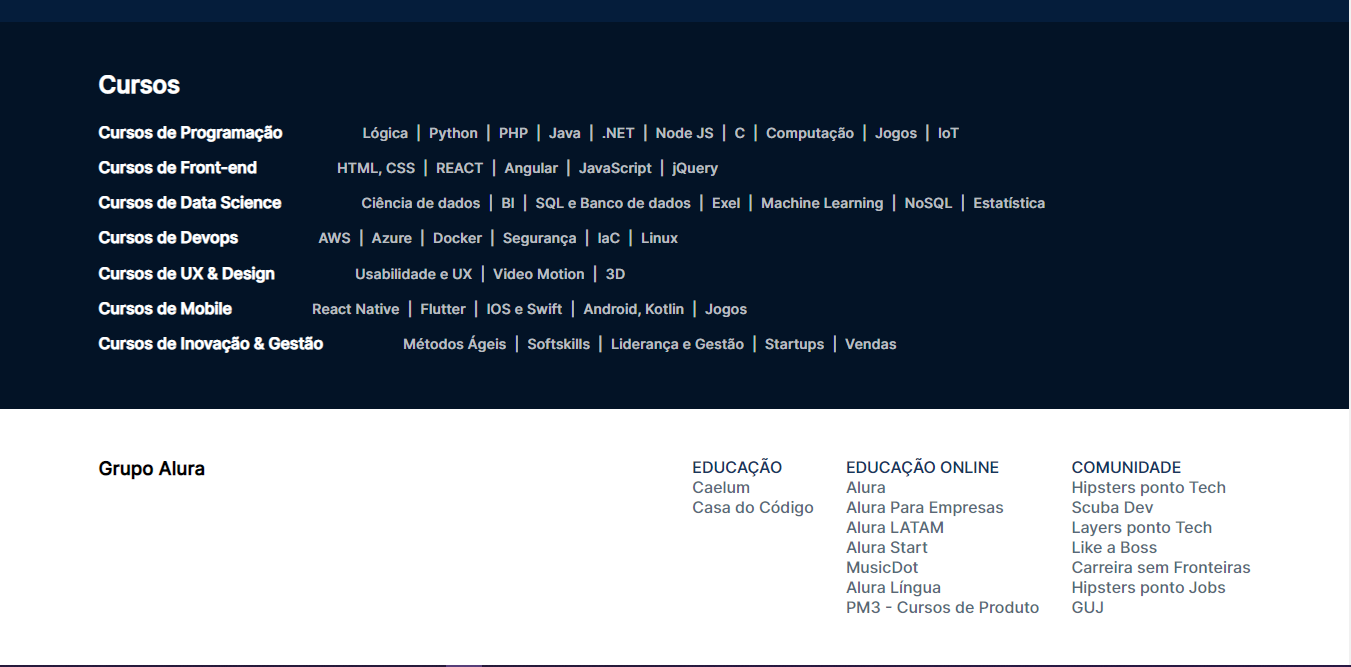 Cursos
Cursos de Programação Lógica | Python | PHP | Java | .NET | Node JS | C | Computação | Jogos | IoT
Cursos de Front-end HTML, CSS | REACT | Angular | JavaScript | jQuery
Cursos de Data Science Ciência de dados | BI | SQL e Banco de dados | Exel | Machine Learning | NoSQL | Estatística
Cursos de Devops AWS | Azure | Docker | Segurança | IaC | Linux
Cursos de UX & Design Usabilidade e UX | Video Motion | 3D
Cursos de Mobile React Native | Flutter | IOS e Swift | Android, Kotlin | Jogos
Cursos de Inovação & Gestão Métodos Ágeis | Softskills | Liderança e Gestão | Startups | Vendas
Grupo Alura
EDUCAÇÃO
Caelum
Casa do Código
EDUCAÇÃO ONLINE
Alura
Alura Para Empresas
Alura LATAM
Alura Start
MusicDot
Alura Língua
PM3 - Cursos de Produto
COMUNIDADE
Hipsters ponto Tech
Scuba Dev
Layers ponto Tech
Like a Boss
Carreira sem Fronteiras
Hipsters ponto Jobs
GUJ